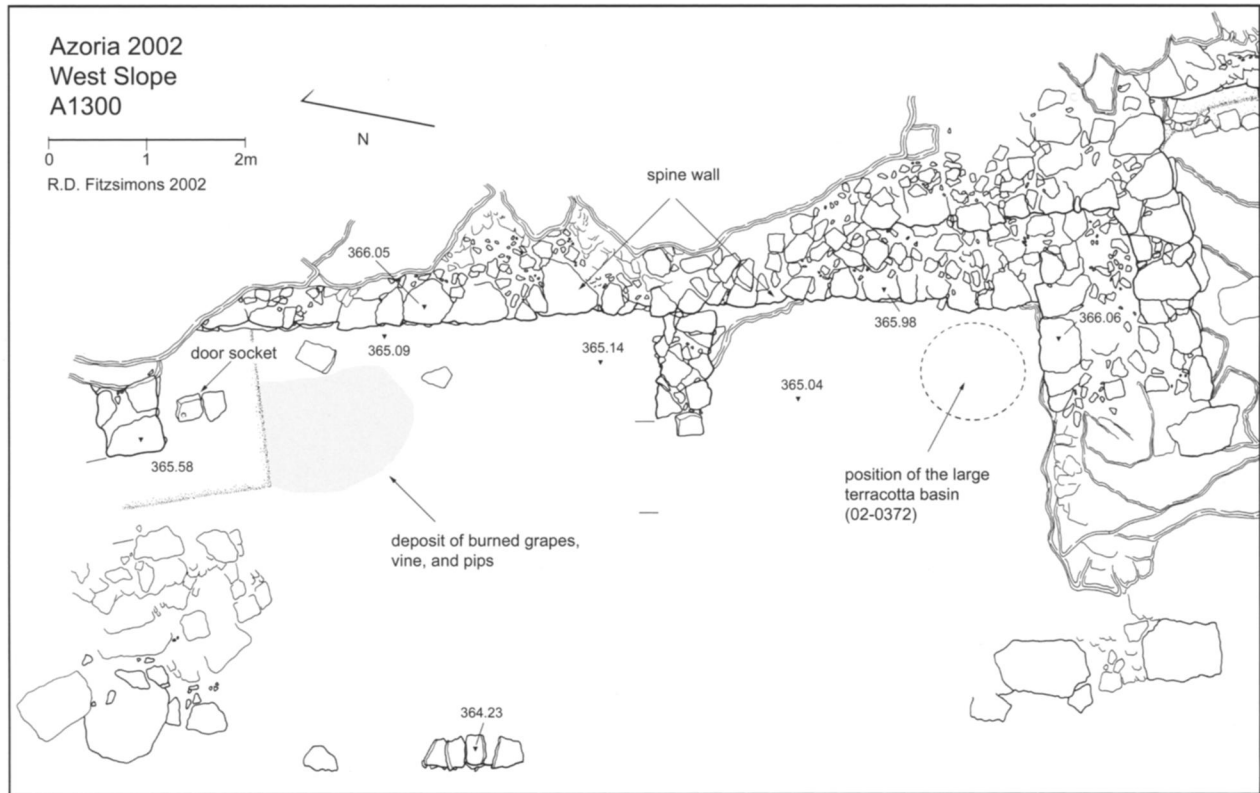 Azoria 2002
West Slope
A1300
N
0 1 2m
R.D. Fitzsimons 2002
spine wall
366.05
365.98
366.06
365.09
365.14
door socket
365.04
365.58
position of the large
terracotta basin
(02-0372)
deposit of burned grapes,
vine, and pips
364.23